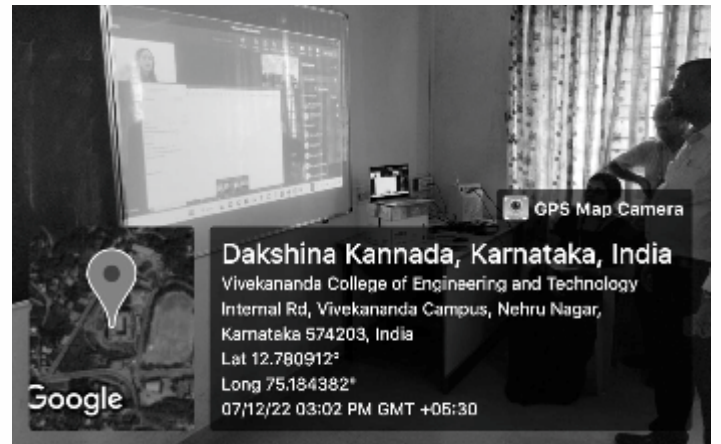 GPS Map Camera
Dakshina Kannada, Karnataka, India
Vivekananda College of Engineering and Technology
Internal Rd, Vivekananda Campus, Nehru Nagar,
Karnataka 574203, India
Lat 12.780912°
Long 75.184382°
07/12/22 03:02 PM GMT +05:30
Google